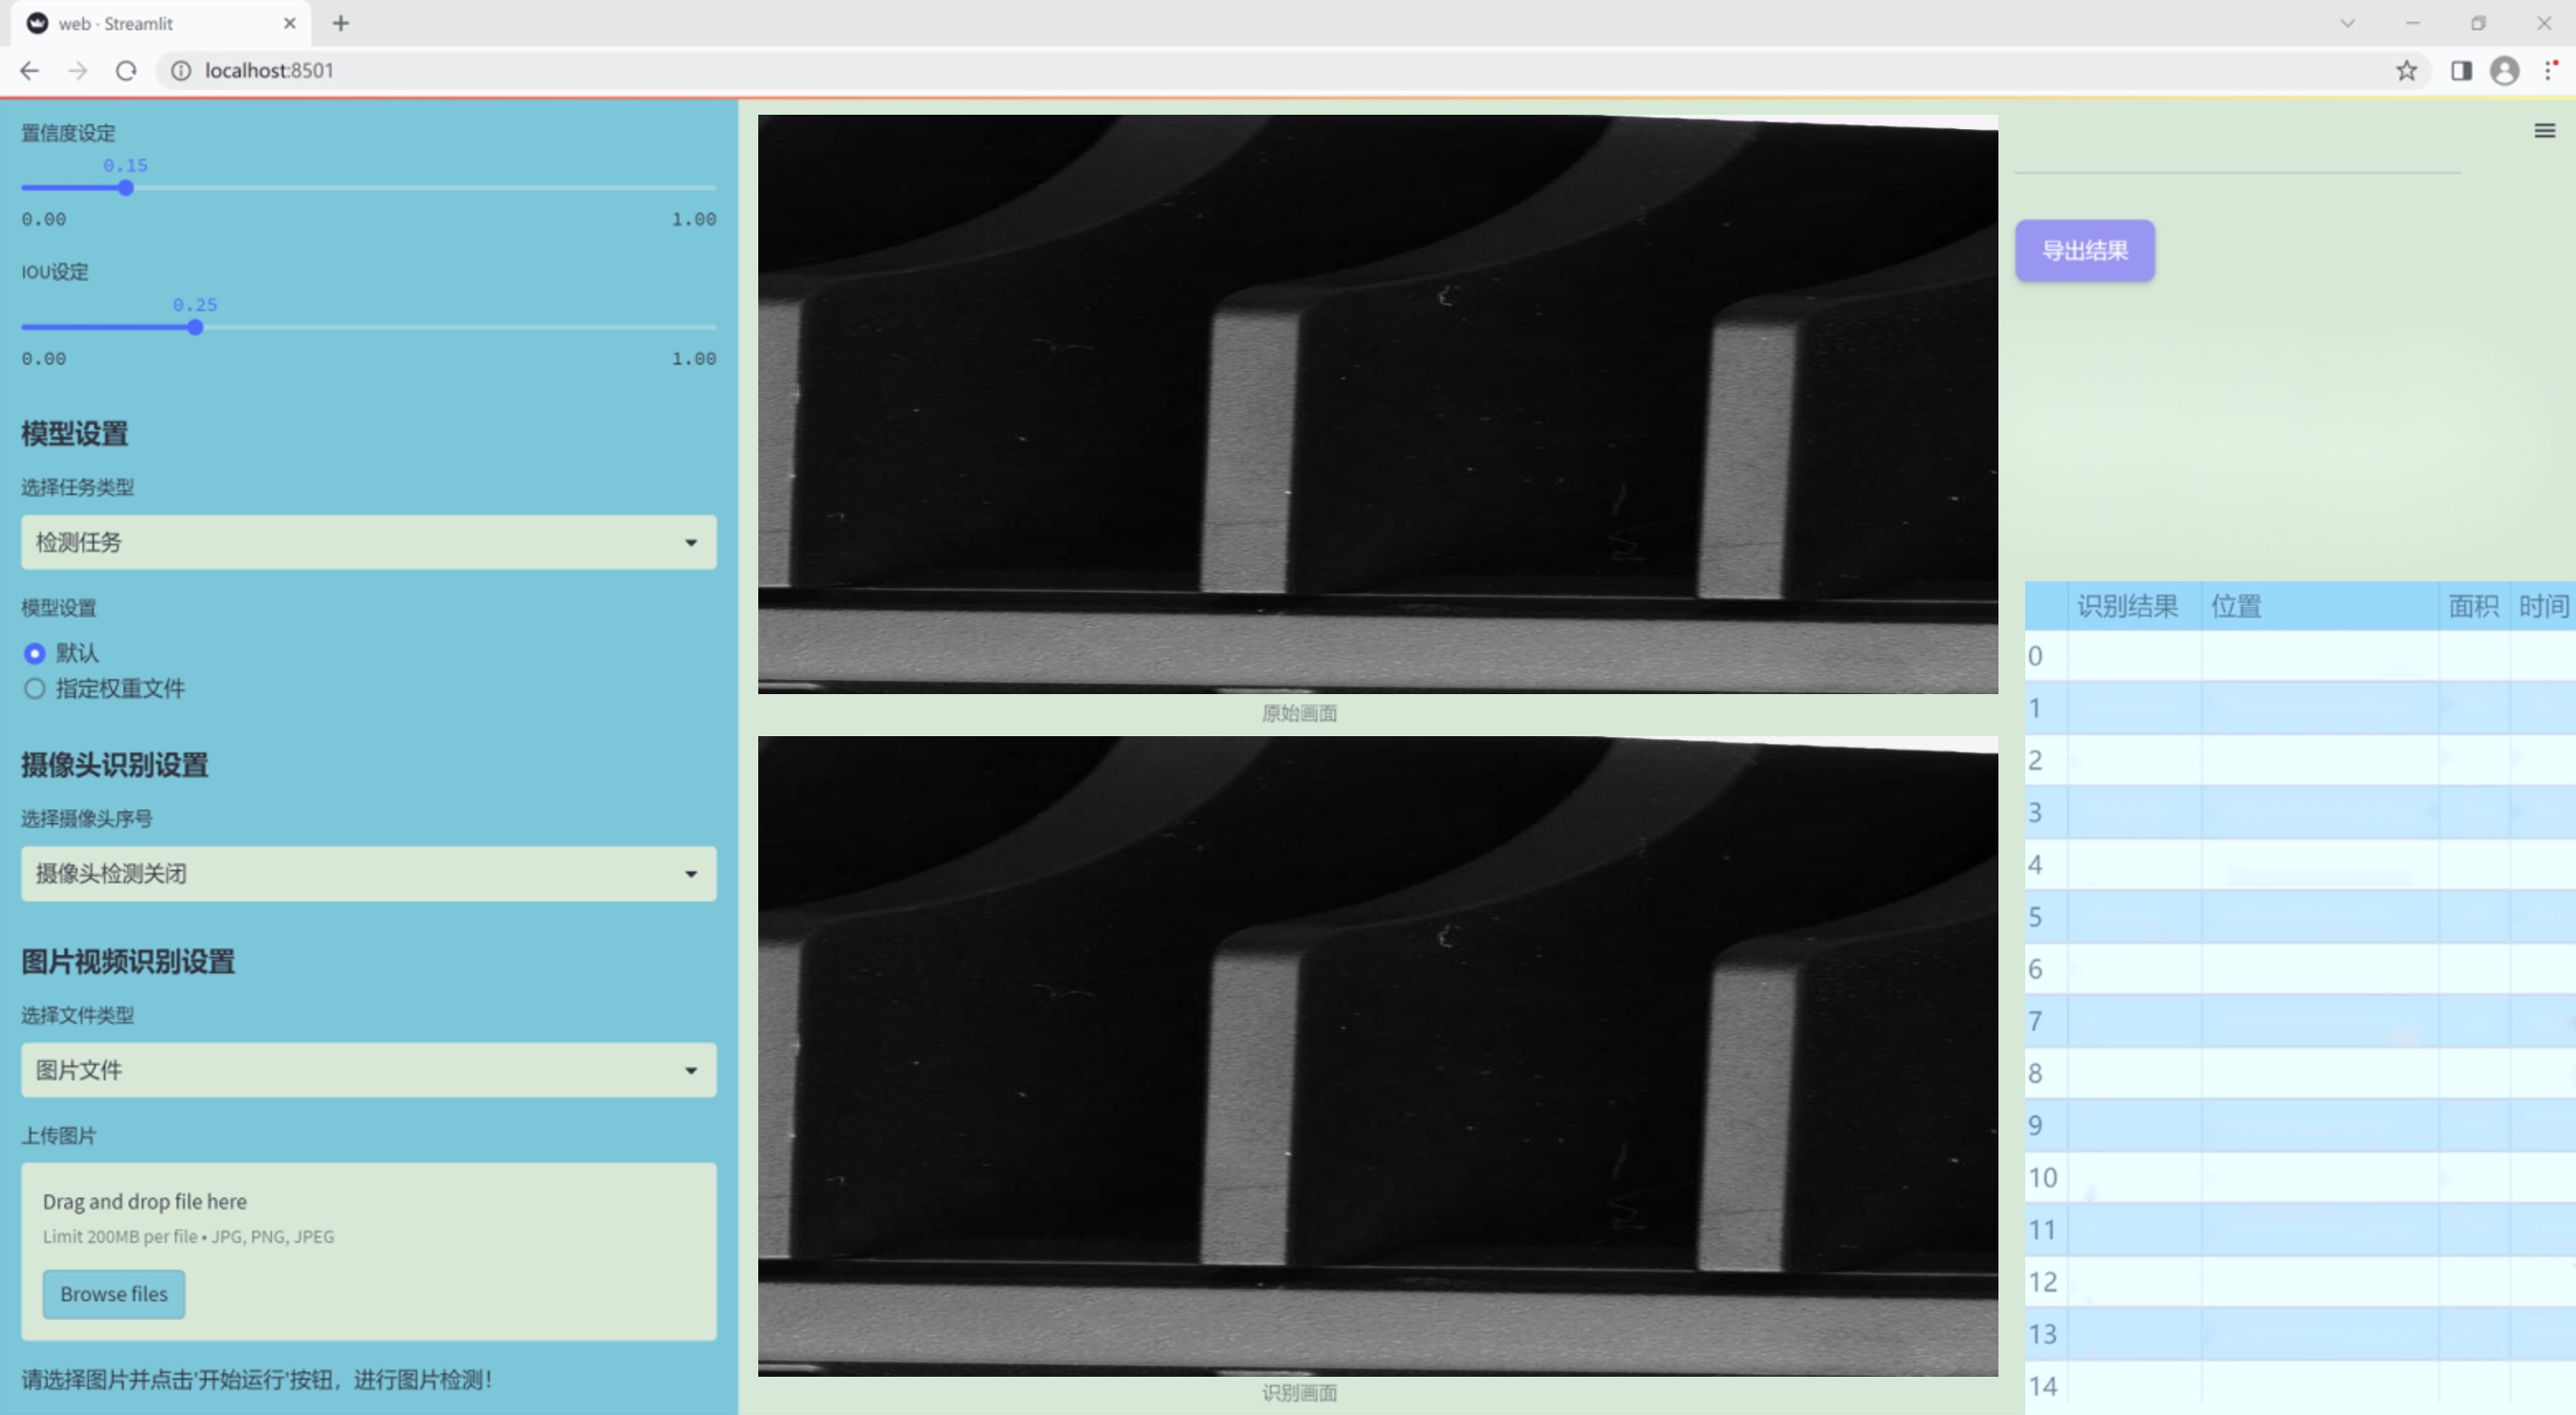 web · Streamlit
localhost:8501
置信度设定
0.15
0.00 1.00
IOU设定
0.25
0.00 1.00
模型设置
选择任务类型
检测任务
模型设置
默认
指定权重文件
摄像头识别设置
选择摄像头序号
摄像头检测关闭
图片视频识别设置
选择文件类型
图片文件
上传图片
Drag and drop file here
Limit 200MB per file • JPG, PNG, JPEG
Browse files
请选择图片并点击'开始运行'按钮，进行图片检测！
原始画面
识别画面
导出结果
识别结果 位置 面积 时间
0
1
2
3
4
5
6
7
8
9
10
11
12
13
14